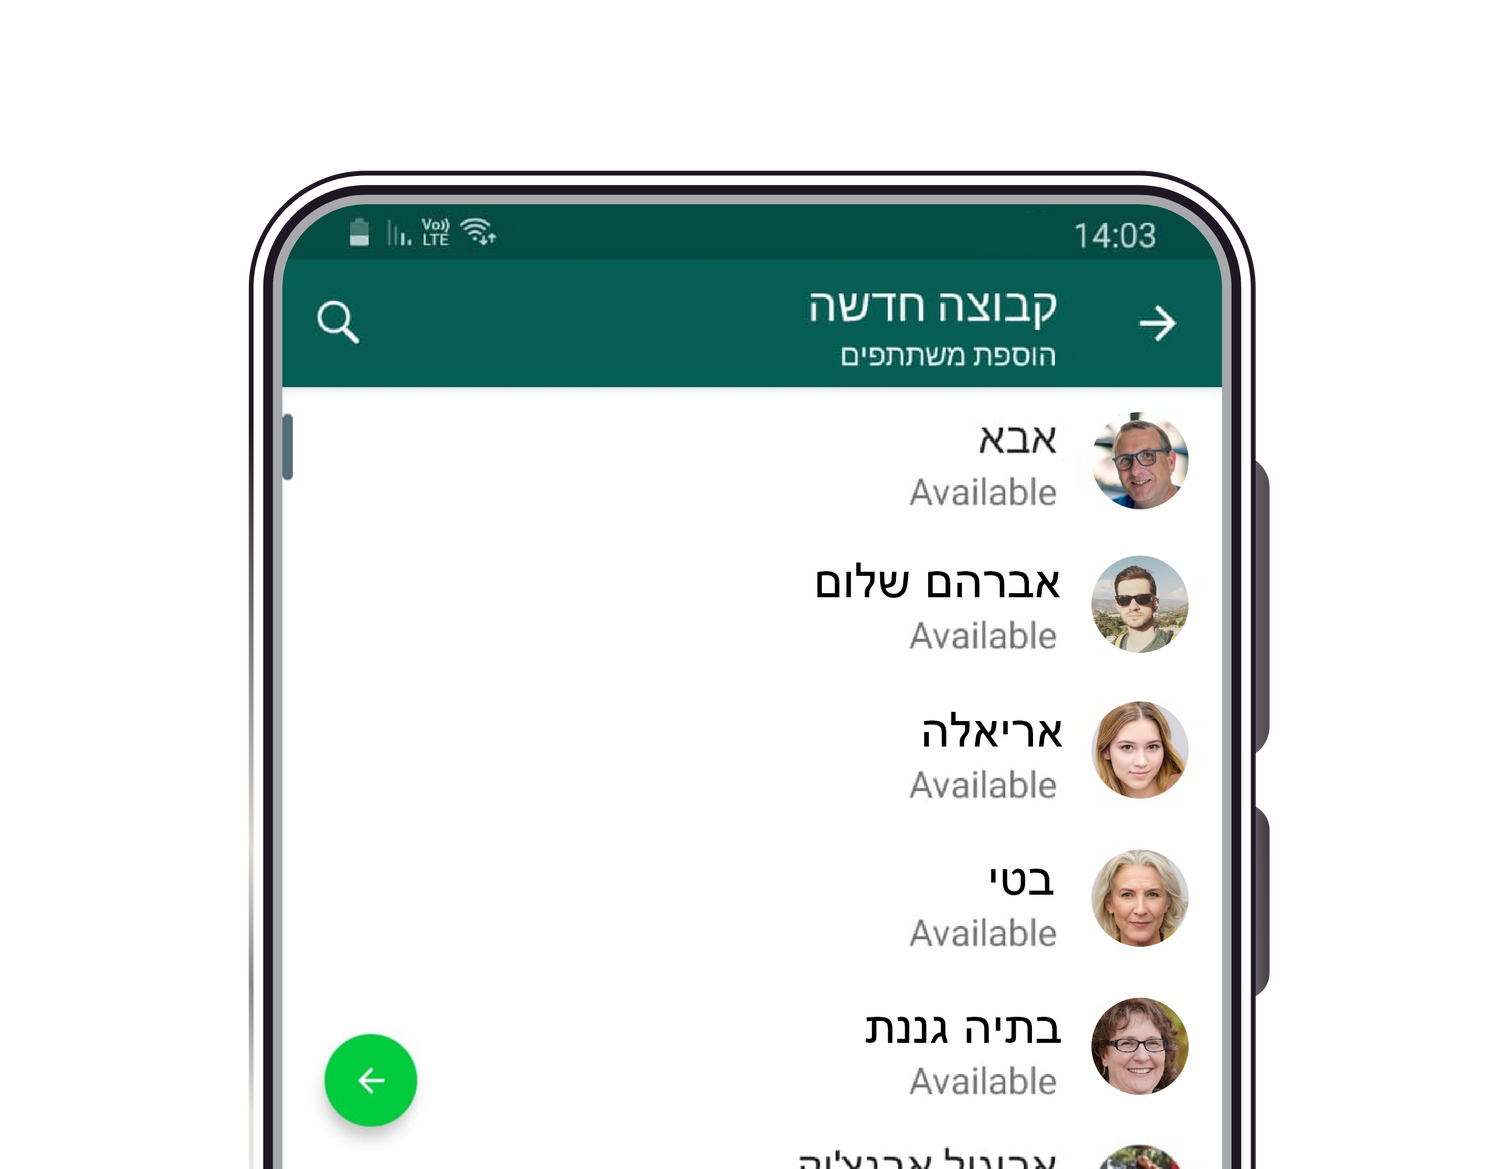 14:03
Vo)) LTE
קבוצה חדשה
הוספת משתתפים
אבא
Available
אברהם שלום
Available
אריאלה
Available
בטי
Available
בתיה גננת
Available